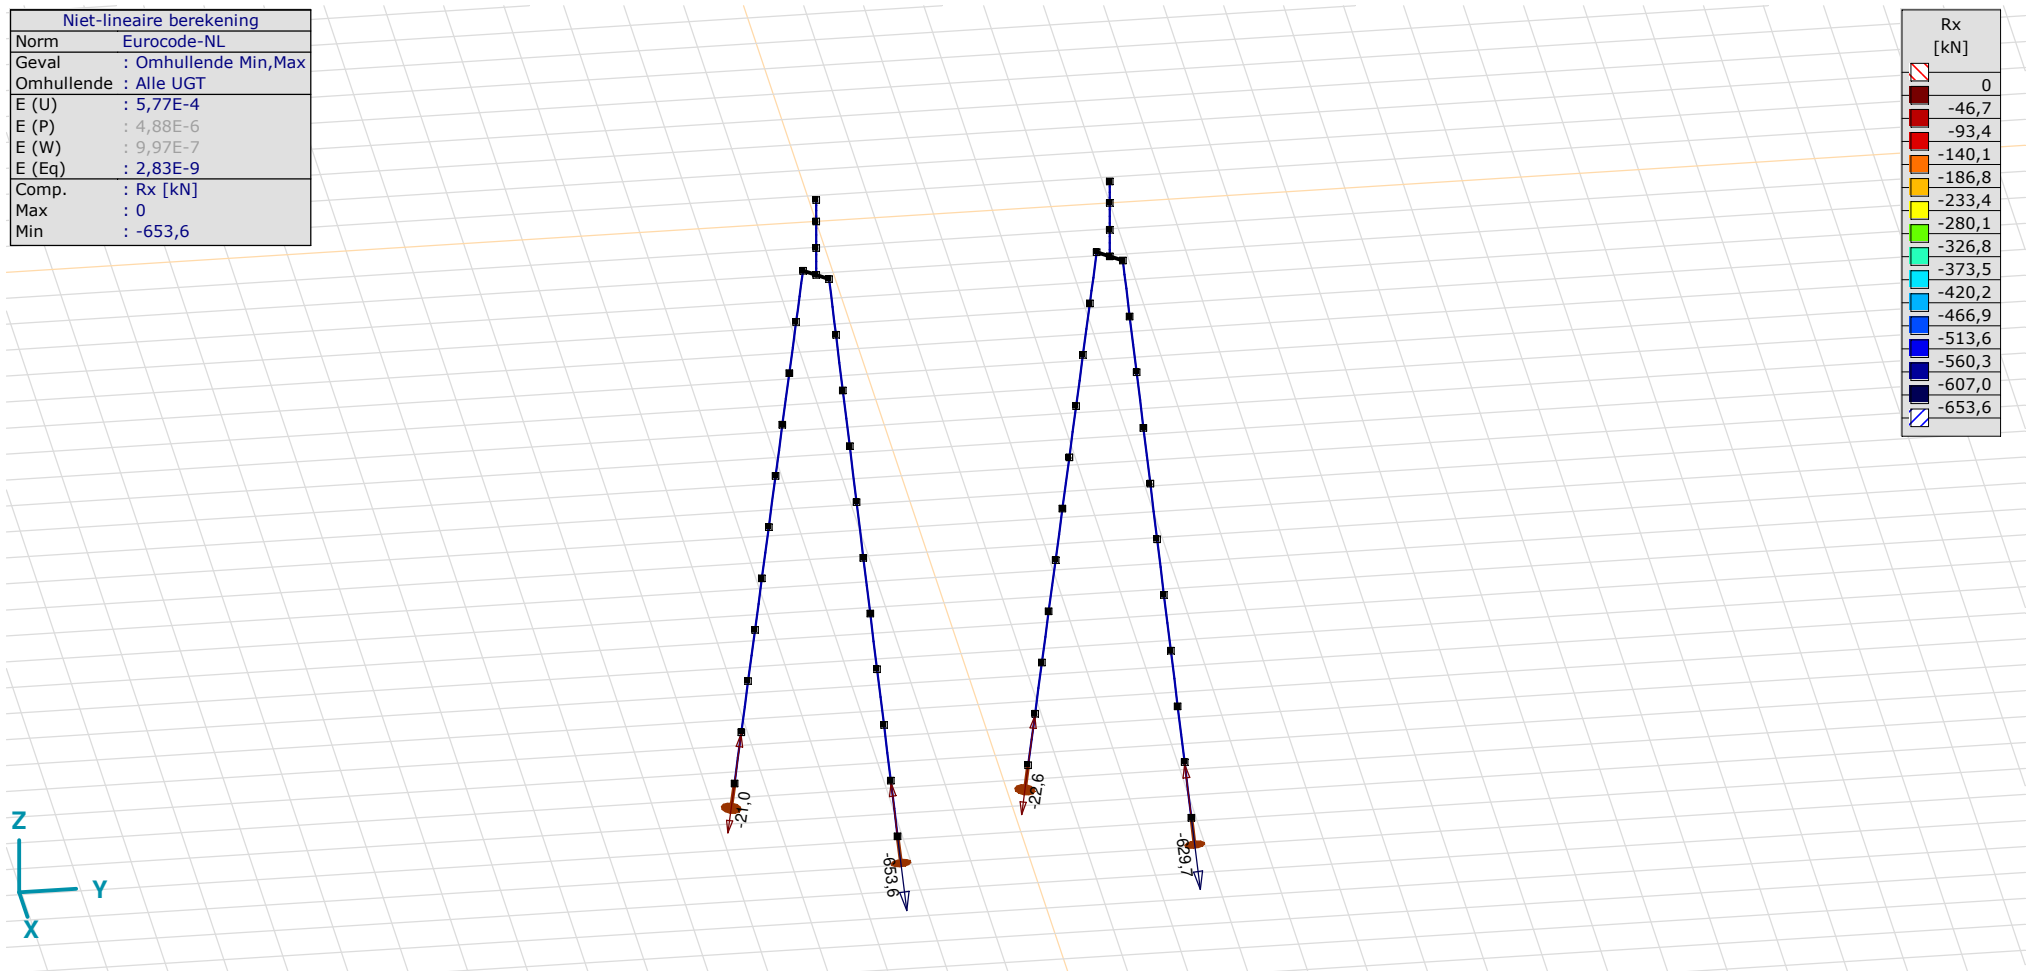 Niet-lineaire berekening
Norm Eurocode-NL
Geval : Omhullende Min,Max
Omhullende : Alle UGT
E (U) : 5,77E-4
E (P) : 4,88E-6
E (W) : 9,97E-7
E (Eq) : 2,83E-9
Comp. : Rx [kN]
Max : 0
Min : -653,6
Rx
[kN]
0
-46,7
-93,4
-140,1
-186,8
-233,4
-280,1
-326,8
-373,5
-420,2
-466,9
-513,6
-560,3
-607,0
-653,6
-21,0
-653,6
-22,6
-629,7
Z
Y
X